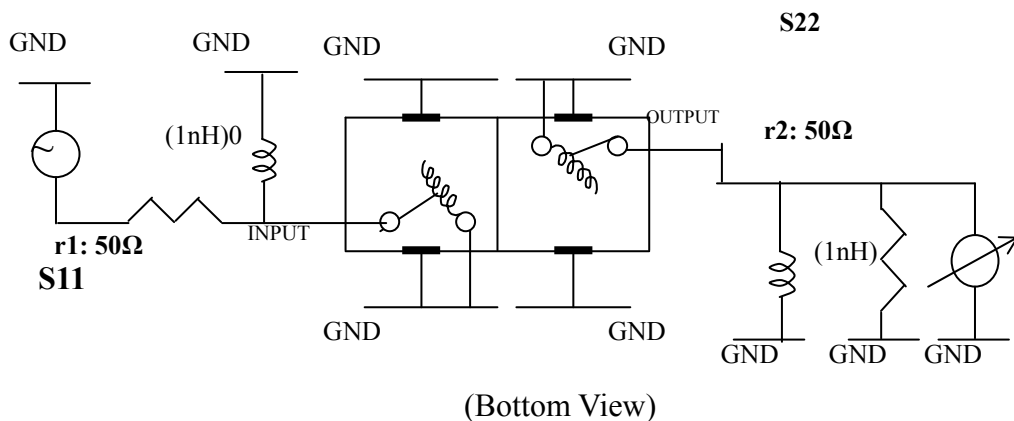 S22
GND
GND
GND
GND
(1nH)0
OUTPUT
r2: 50Ω
INPUT
r1: 50Ω
S11
(1nH)
GND
GND
GND
GND
GND
(Bottom View)